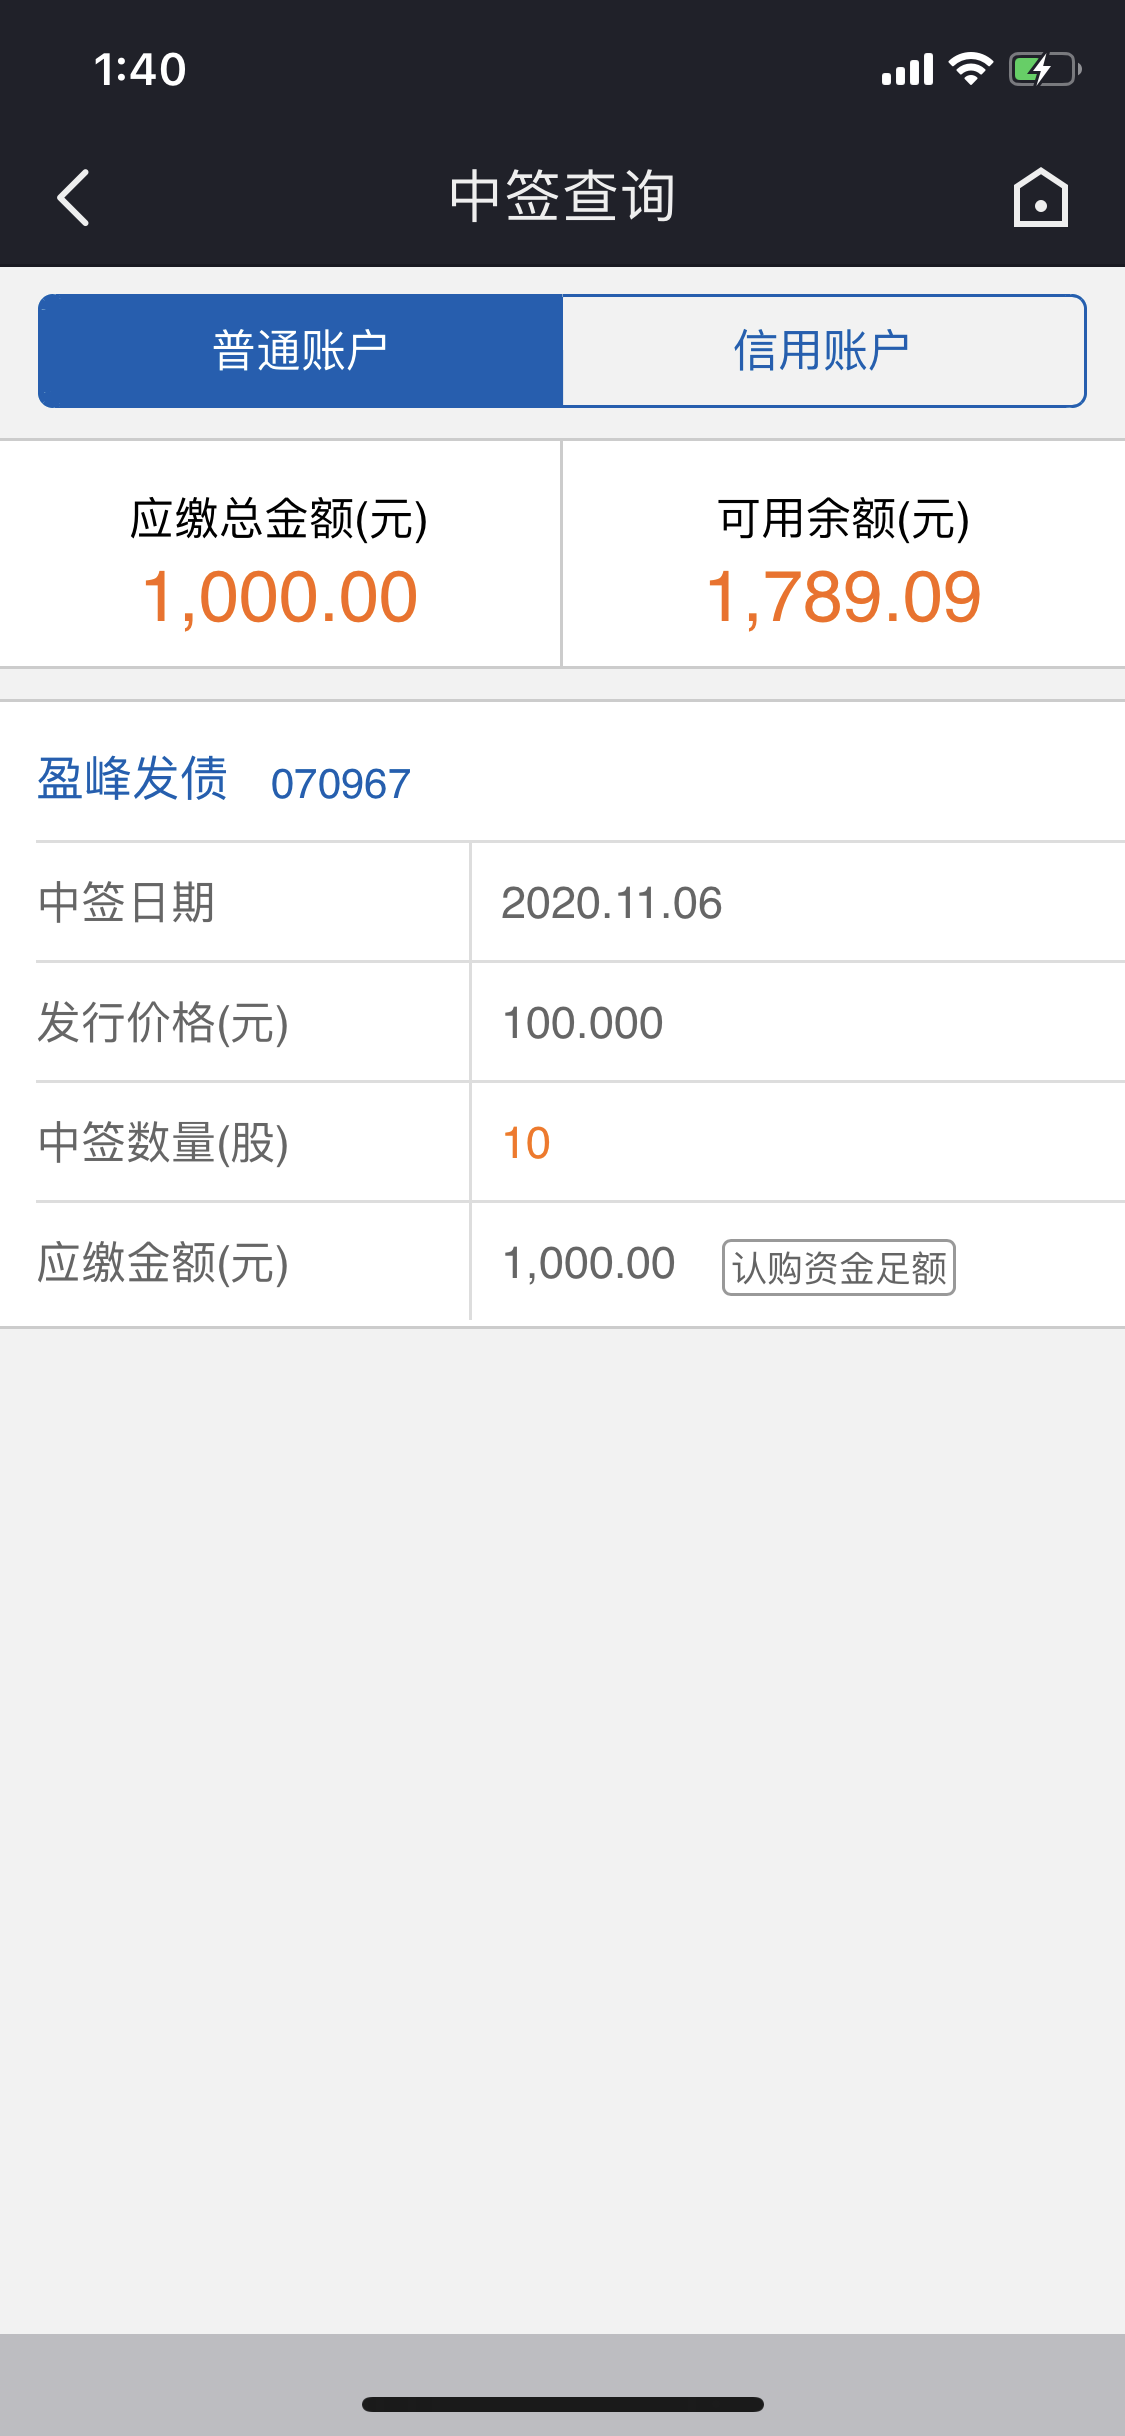 1:40
中签查询
普通账户 信用账户
应缴总金额(元) 可用余额(元)
1,000.00 1,789.09
盈峰发债 070967
中签日期 2020.11.06
发行价格(元) 100.000
中签数量(股) 10
应缴金额(元) 1,000.00 认购资金足额